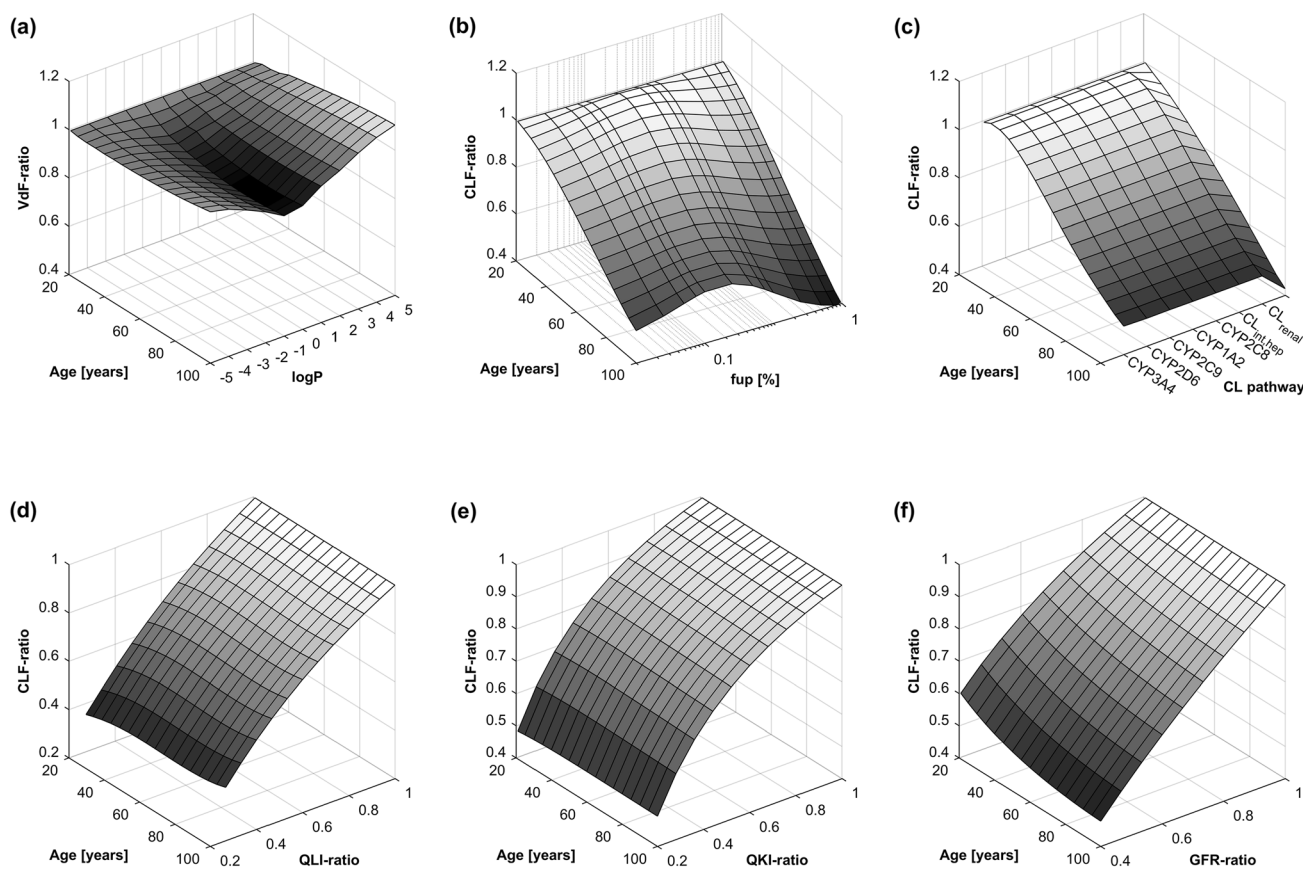 (a)
1.2
1
0.8
0.6
0.4
VdF-ratio
20
40
60
80
100
Age [years]
-5
-4
-3
-2
-1
0
1
2
3
4
5
logP
(b)
1.2
1
0.8
0.6
0.4
CLF-ratio
20
40
60
80
100
Age [years]
0.1
1
fup [%]
(c)
1.2
1
0.8
0.6
0.4
CLF-ratio
20
40
60
80
100
Age [years]
CYP3A4
CYP2D6
CYP2C9
CYP1A2
CYP2C8
CLint,hep
CLrenal
CL pathway
(d)
1
0.8
0.6
0.4
0.2
CLF-ratio
20
40
60
80
100
Age [years]
0.2
0.4
0.6
0.8
1
QLI-ratio
(e)
1
0.9
0.8
0.7
0.6
0.5
0.4
CLF-ratio
20
40
60
80
100
Age [years]
0.2
0.4
0.6
0.8
1
QKI-ratio
(f)
1
0.9
0.8
0.7
0.6
0.5
0.4
CLF-ratio
20
40
60
80
100
Age [years]
0.4
0.6
0.8
1
GFR-ratio